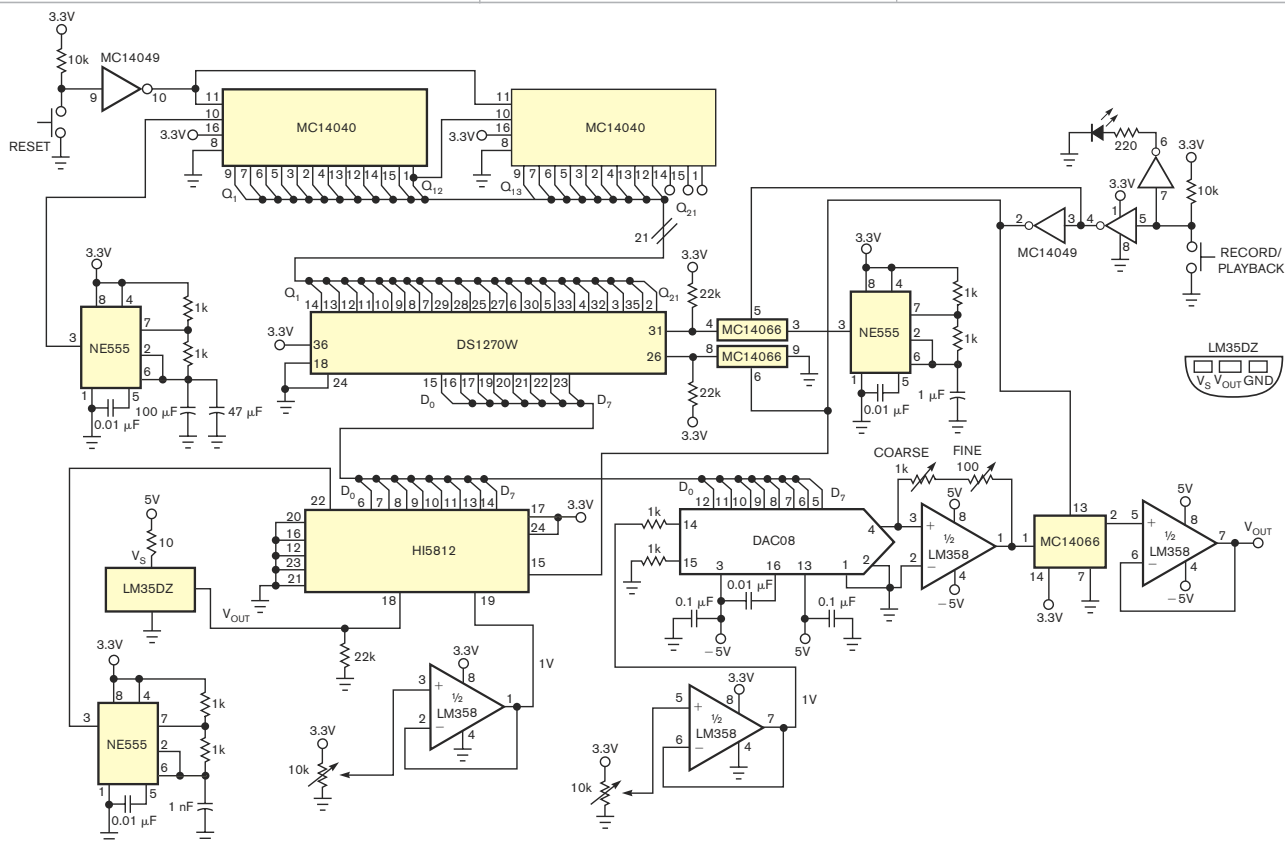 3.3V
10k
MC14049
9
10
RESET
11
10
3.3V 16
8
MC14040
9 7 6 5 3 2 4 13 12 14 15 1
Q1
Q12
11
10
3.3V 16
8
MC14040
9 7 6 5 3 2 4 13 12 14 15 1
Q13
Q21
21
220
6
3.3V
10k
7
3.3V
1
2 3 4 5
8
MC14049
RECORD/
PLAYBACK
3.3V
8 4
1k
3 7
NE555
2
1k
6
1 5
100 µF
47 µF
0.01 µF
Q1
Q21
14 13 12 11 10 9 8 7 29 28 25 27 6 30 5 33 4 32 3 35 2
3.3V
36
18
24
DS1270W
31
26
15 16 17 19 20 21 22 23
D0
D7
3.3V
22k
5
4 MC14066 3
8 MC14066 9
6
22k
3.3V
3.3V
8 4
1k
3 7
NE555
2
1k
6
1 5
0.01 µF
1 µF
LM35DZ
VS VOUT GND
D0
D7
6 7 8 9 10 11 13 14
22
20
16
12
23
21
HI5812
17
24
3.3V
15
18 19
5V
10
VS
LM35DZ
VOUT
22k
1V
D0
D7
12 11 10 9 8 7 6 5
1k
14
1k
15
DAC08
4
3 16 13 1 2
0.01 µF
0.1 µF
0.1 µF
–5V
5V
COARSE
1k
FINE
100
5V
8
3
+
½
LM358
1
2
–
4
–5V
13
1 MC14066 2
14 7
3.3V
5V
8
5
+
½
LM358
7
VOUT
6
–
4
–5V
3.3V
8 4
1k
3 7
NE555
2
1k
6
1 5
0.01 µF
1 nF
3.3V
8
3
+
½
LM358
1
2
–
4
3.3V
10k
3.3V
8
5
+
½
LM358
7
6
–
4
1V
3.3V
10k